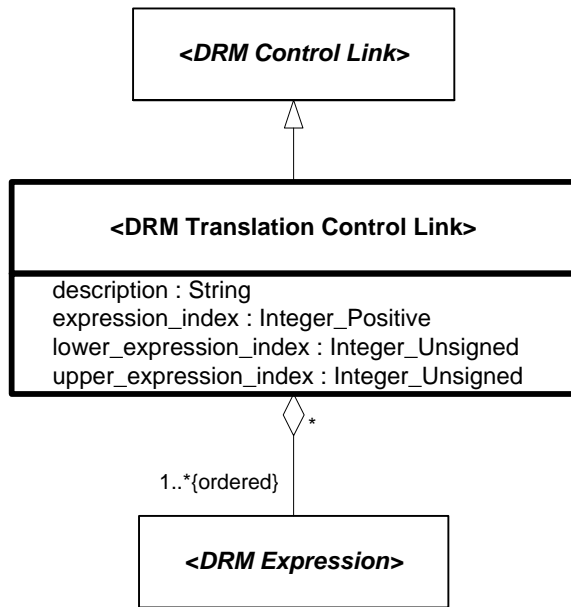 <DRM Control Link>
<DRM Translation Control Link>
description : String
expression_index : Integer_Positive
lower_expression_index : Integer_Unsigned
upper_expression_index : Integer_Unsigned
*
1..*{ordered}
<DRM Expression>